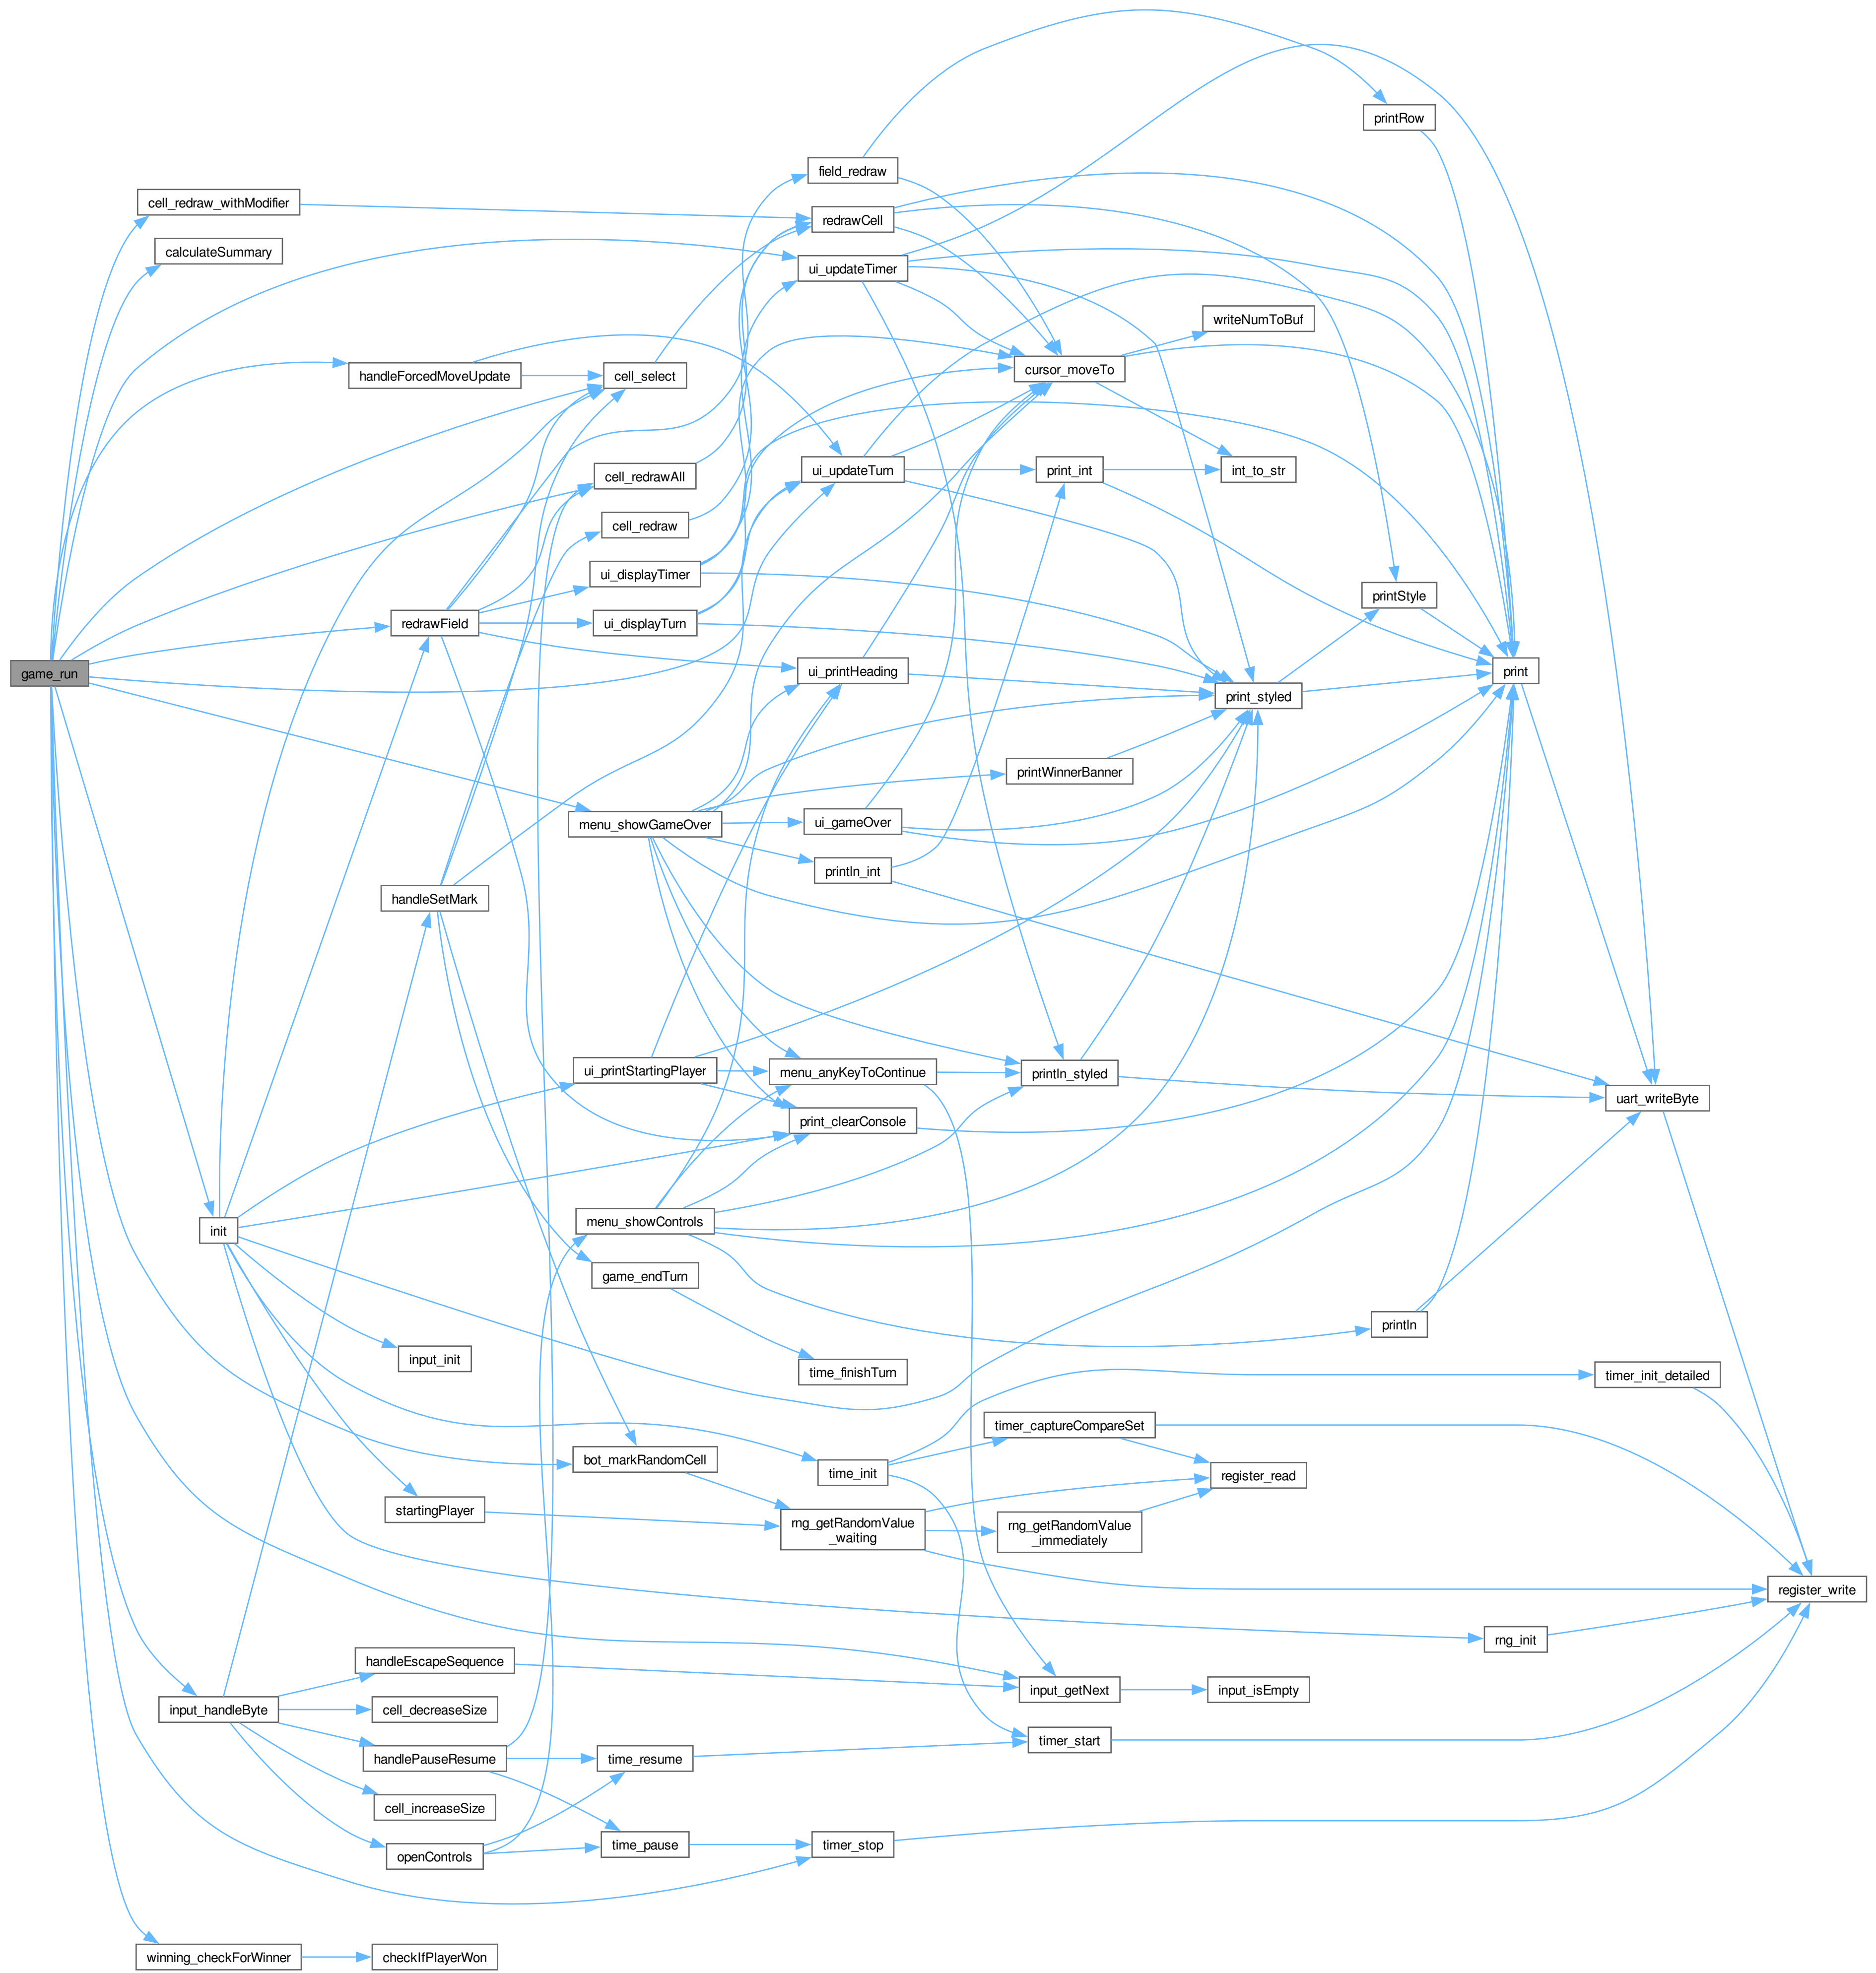 printRow
field_redraw
cell_redraw_withModifier
redrawCell
calculateSummary
ui_updateTimer
writeNumToBuf
handleForcedMoveUpdate
cell_select
cursor_moveTo
cell_redrawAll
ui_updateTurn
print_int
int_to_str
cell_redraw
ui_displayTimer
printStyle
redrawField
ui_displayTurn
game_run
ui_printHeading
print_styled
print
printWinnerBanner
menu_showGameOver
ui_gameOver
println_int
handleSetMark
ui_printStartingPlayer
menu_anyKeyToContinue
println_styled
uart_writeByte
print_clearConsole
init
menu_showControls
game_endTurn
println
input_init
time_finishTurn
timer_init_detailed
timer_captureCompareSet
bot_markRandomCell
time_init
register_read
startingPlayer
rng_getRandomValue
_waiting
rng_getRandomValue
_immediately
register_write
rng_init
handleEscapeSequence
input_getNext
input_isEmpty
input_handleByte
cell_decreaseSize
handlePauseResume
time_resume
timer_start
cell_increaseSize
openControls
time_pause
timer_stop
winning_checkForWinner
checkIfPlayerWon